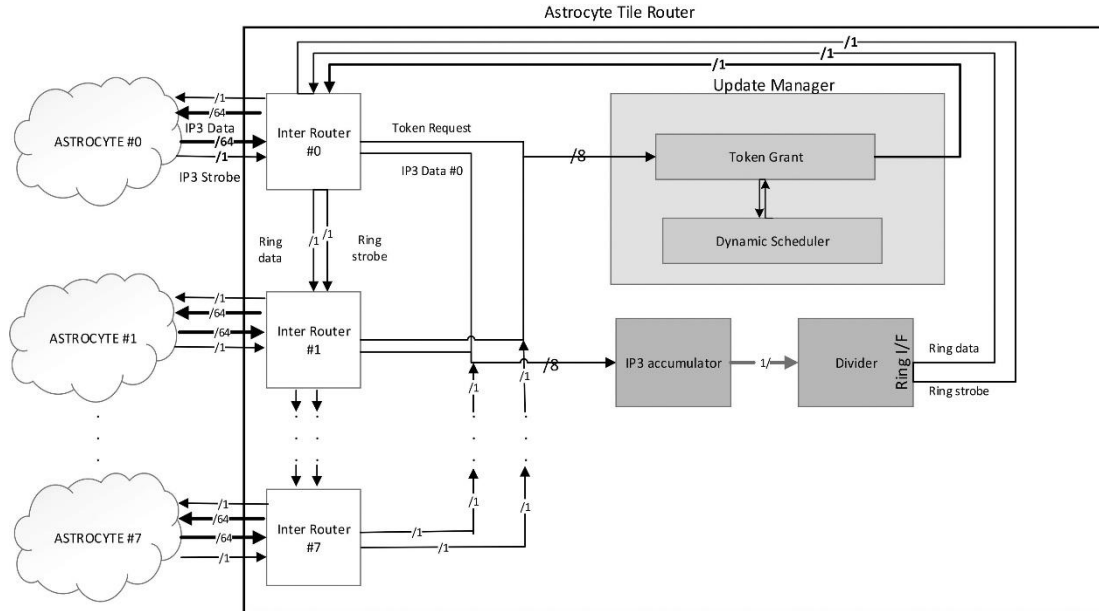 Astrocyte Tile Router
/1
/1
/1
Update Manager
/1
/64
IP3 Data
/64
/1
IP3 Strobe
ASTROCYTE #0
Inter Router
#0
Token Request
IP3 Data #0
/8
Token Grant
Dynamic Scheduler
Ring
data
/1
/1
Ring
strobe
/1
/64
/64
/1
ASTROCYTE #1
Inter Router
#1
/1
/1
/8
IP3 accumulator
1/
Divider
Ring I/F
Ring data
Ring strobe
/1
/64
/64
/1
ASTROCYTE #7
Inter Router
#7
/1
/1
/1
/1